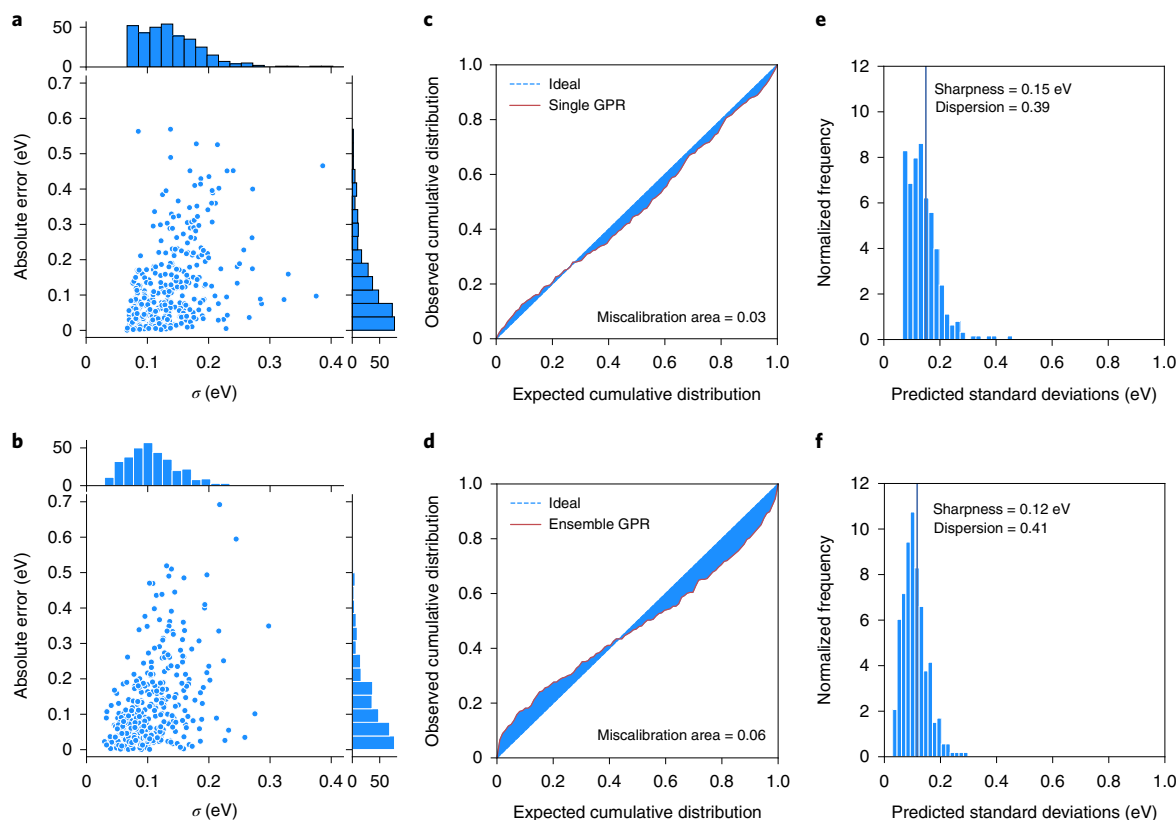 a
50
0
0.7
0.6
0.5
0.4
0.3
0.2
0.1
0
Absolute error (eV)
0
0.1
0.2
0.3
0.4
50
σ (eV)
c
1.0
0.8
0.6
0.4
0.2
0
Observed cumulative distribution
Ideal
Single GPR
Miscalibration area = 0.03
0
0.2
0.4
0.6
0.8
1.0
Expected cumulative distribution
e
12
10
8
6
4
2
0
Normalized frequency
Sharpness = 0.15 eV
Dispersion = 0.39
0
0.2
0.4
0.6
0.8
1.0
Predicted standard deviations (eV)
b
50
0
0.7
0.6
0.5
0.4
0.3
0.2
0.1
0
Absolute error (eV)
0
0.1
0.2
0.3
0.4
50
σ (eV)
d
1.0
0.8
0.6
0.4
0.2
0
Observed cumulative distribution
Ideal
Ensemble GPR
Miscalibration area = 0.06
0
0.2
0.4
0.6
0.8
1.0
Expected cumulative distribution
f
12
10
8
6
4
2
0
Normalized frequency
Sharpness = 0.12 eV
Dispersion = 0.41
0
0.2
0.4
0.6
0.8
1.0
Predicted standard deviations (eV)